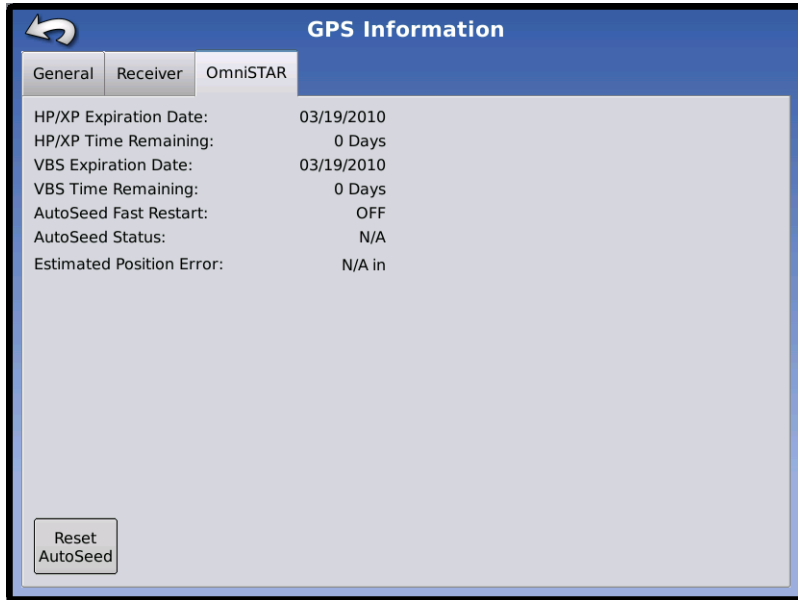 GPS Information
General Receiver OmniSTAR
HP/XP Expiration Date: 03/19/2010
HP/XP Time Remaining: 0 Days
VBS Expiration Date: 03/19/2010
VBS Time Remaining: 0 Days
AutoSeed Fast Restart: OFF
AutoSeed Status: N/A
Estimated Position Error: N/A in
Reset
AutoSeed